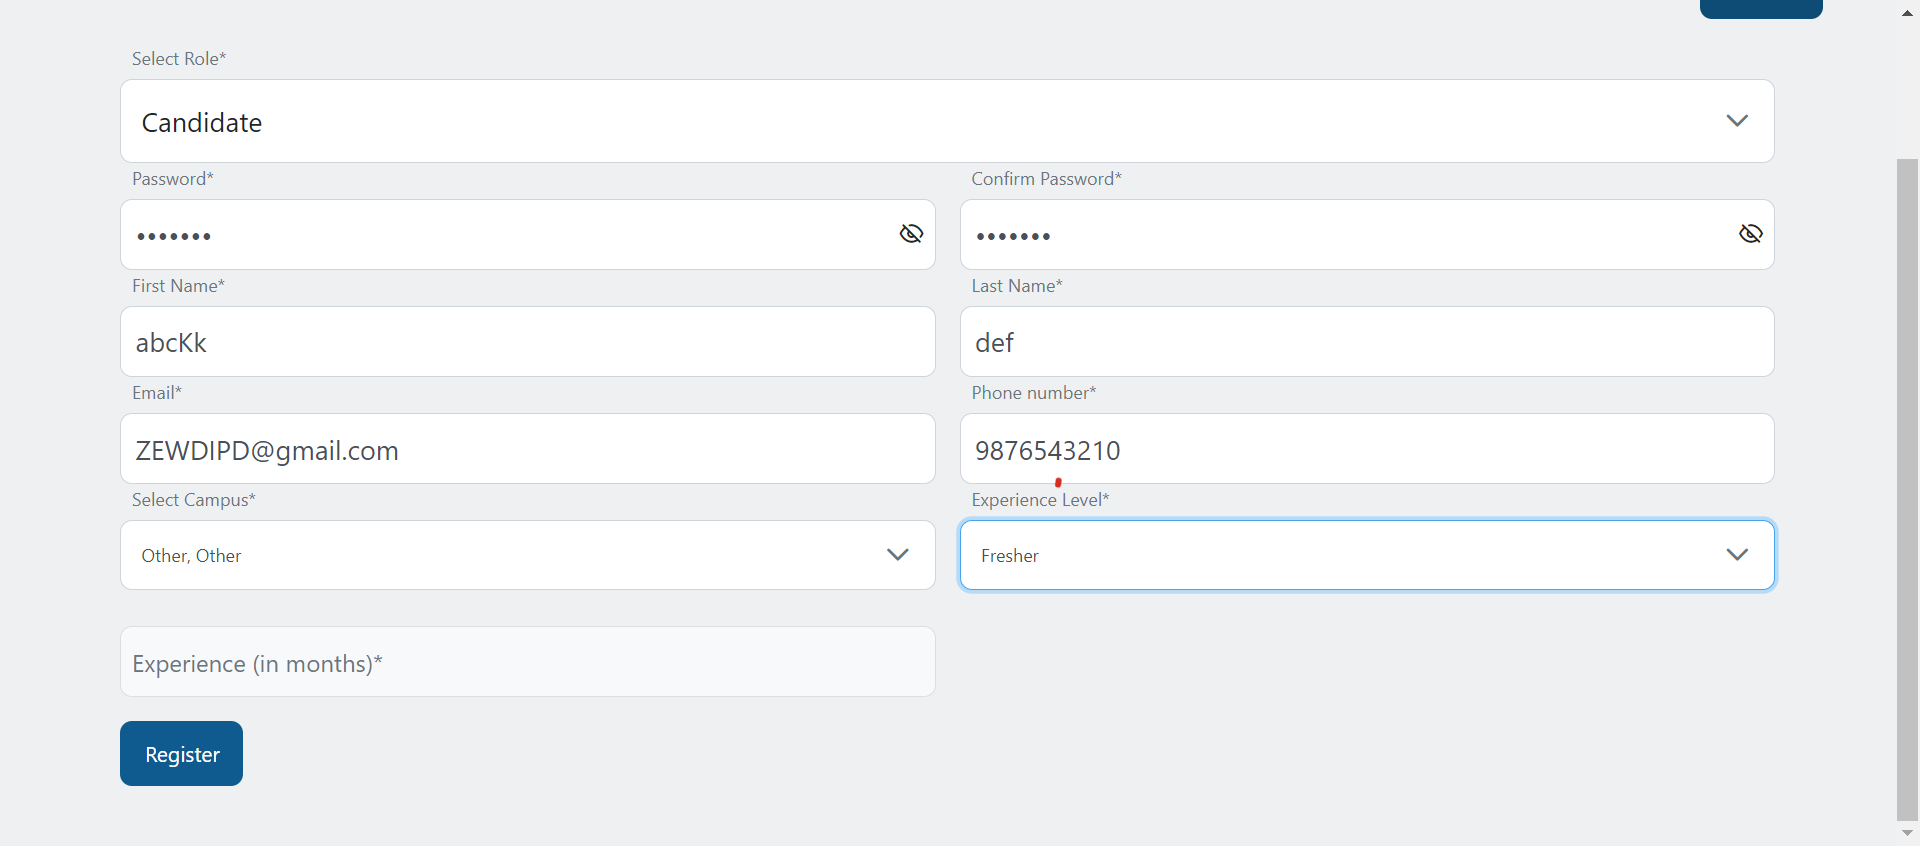 Select Role*
Candidate
Password* Confirm Password*
••••••• •••••••
First Name* Last Name*
abcKk def
Email* Phone number*
ZEWDIPD@gmail.com 9876543210
Select Campus* Experience Level*
Other, Other Fresher
Experience (in months)*
Register